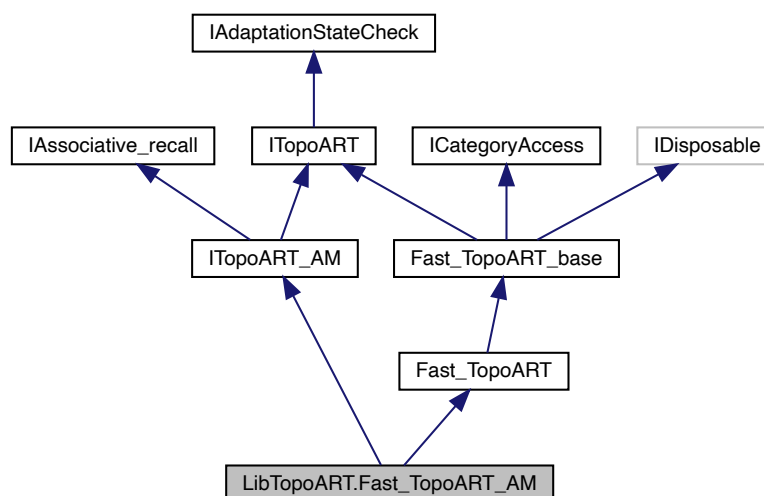 IAdaptationStateCheck
IAssociative_recall
ITopoART
ICategoryAccess
IDisposable
ITopoART_AM
Fast_TopoART_base
Fast_TopoART
LibTopoART.Fast_TopoART_AM